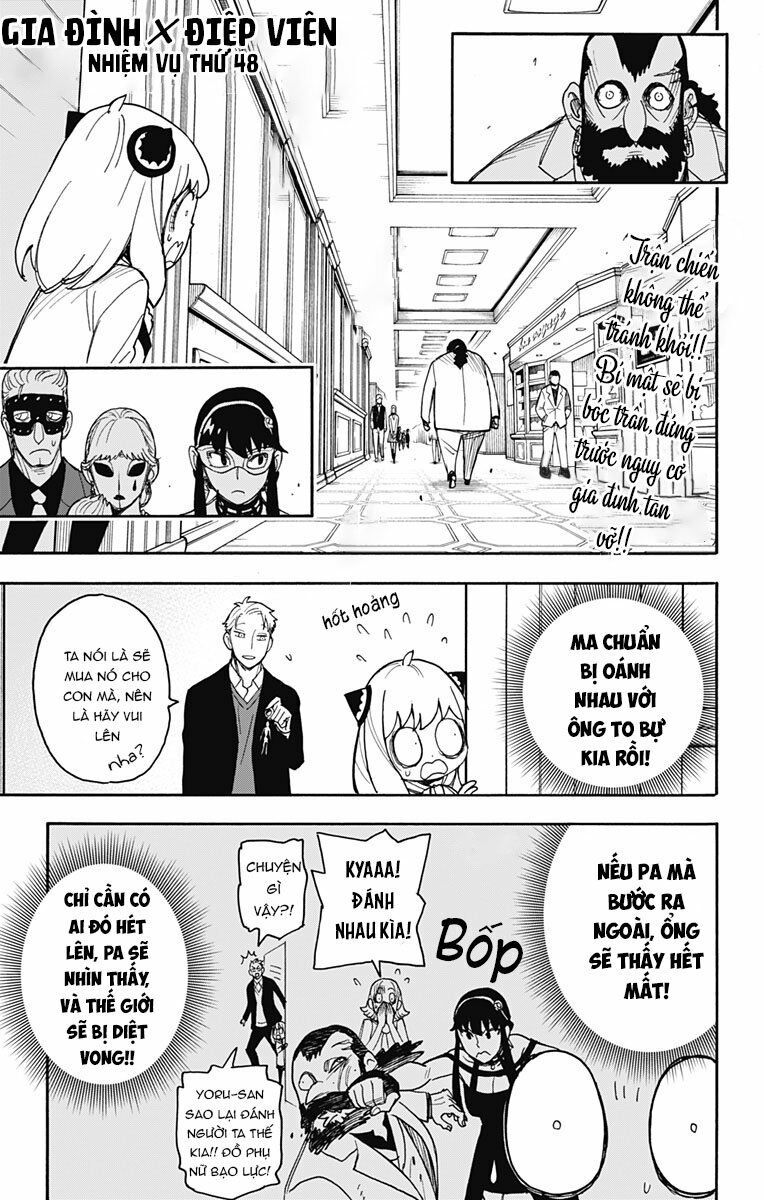 GIA ĐÌNH × ĐIỆP VIÊN
NHIỆM VỤ THỨ 48
Trận chiến
không thể
tránh khỏi!!
Bí mật sẽ bị
bóc trần, đứng
trước nguy cơ
gia đình tan
vỡ!!
MA CHUẨN
BỊ OÁNH
NHAU VỚI
ÔNG TO BỰ
KIA RỒI!
hốt hoảng
TA NÓI LÀ SẼ
MUA NÓ CHO
CON MÀ, NÊN
LÀ HÃY VUI
LÊN
nha?
NẾU PA MÀ
BƯỚC RA
NGOÀI, ỔNG
SẼ THẤY HẾT
MẤT!
KYAAA!
ĐÁNH
NHAU KÌA!
CHUYỆN
GÌ
VẬY?!
Bốp
CHỈ CẦN CÓ
AI ĐÓ HÉT
LÊN, PA SẼ
NHÌN THẤY,
VÀ THẾ GIỚI
SẼ BỊ DIỆT
VONG!!
YORU-SAN
SAO LẠI ĐÁNH
NGƯỜI TA THẾ
KIA!! ĐỒ PHỤ
NỮ BẠO LỰC!